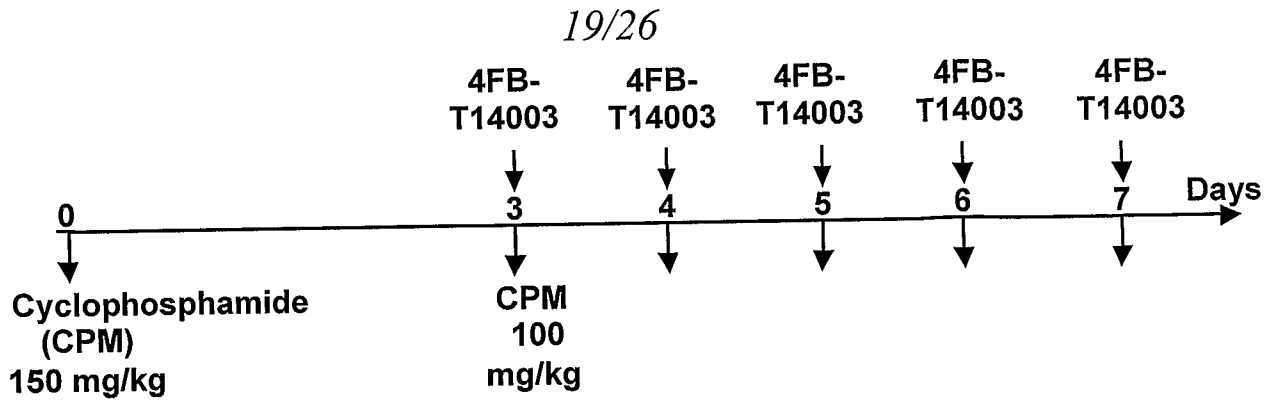 19/26
4FB- 4FB- 4FB- 4FB- 4FB-
T14003 T14003 T14003 T14003 T14003
0 3 4 5 6 7 Days
Cyclophosphamide
(CPM)
150 mg/kg
CPM
100
mg/kg